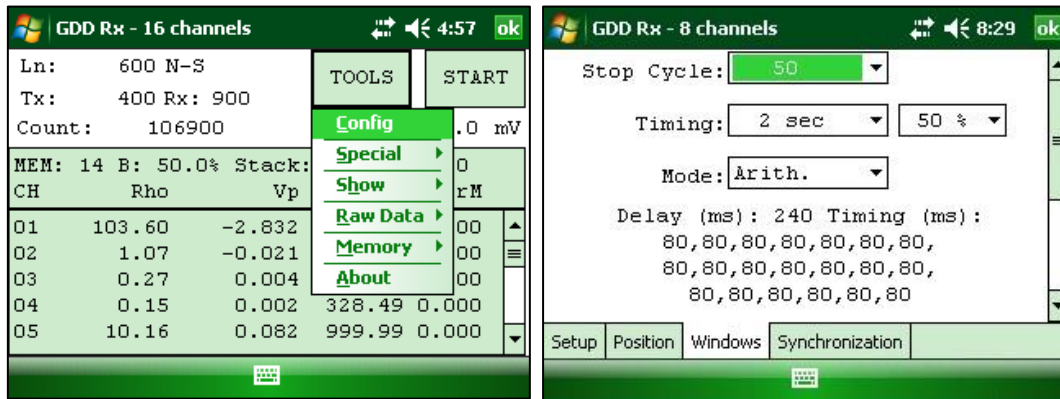 GDD Rx - 16 channels 4:57 ok
Ln: 600 N-S
Tx: 400 Rx: 900
Count: 106900 .0 mV
TOOLS START
Config
Special
Show
Raw Data
Memory
About
MEM: 14 B: 50.0% Stack: 0
CH Rho Vp rM
01 103.60 -2.832 00
02 1.07 -0.021 00
03 0.27 0.004 00
04 0.15 0.002 328.49 0.000
05 10.16 0.082 999.99 0.000
GDD Rx - 8 channels 8:29 ok
Stop Cycle: 50
Timing: 2 sec 50 %
Mode: Arith.
Delay (ms): 240 Timing (ms):
80,80,80,80,80,80,80,
80,80,80,80,80,80,80,
80,80,80,80,80,80
Setup Position Windows Synchronization